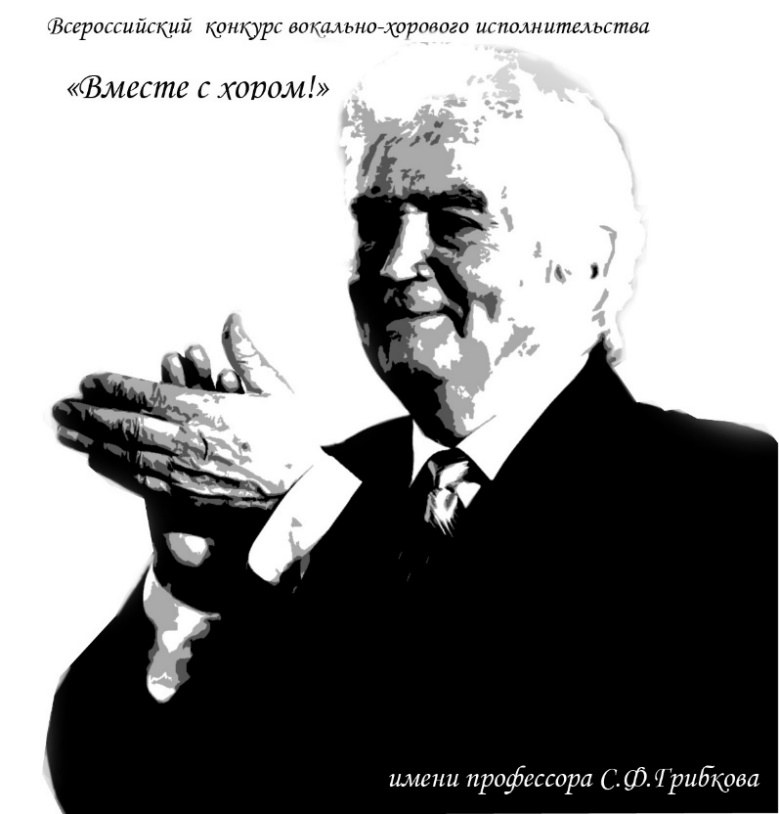 Всероссийский конкурс вокально-хорового исполнительства
«Вместе с хором!»
имени профессора С.Ф.Грибкова